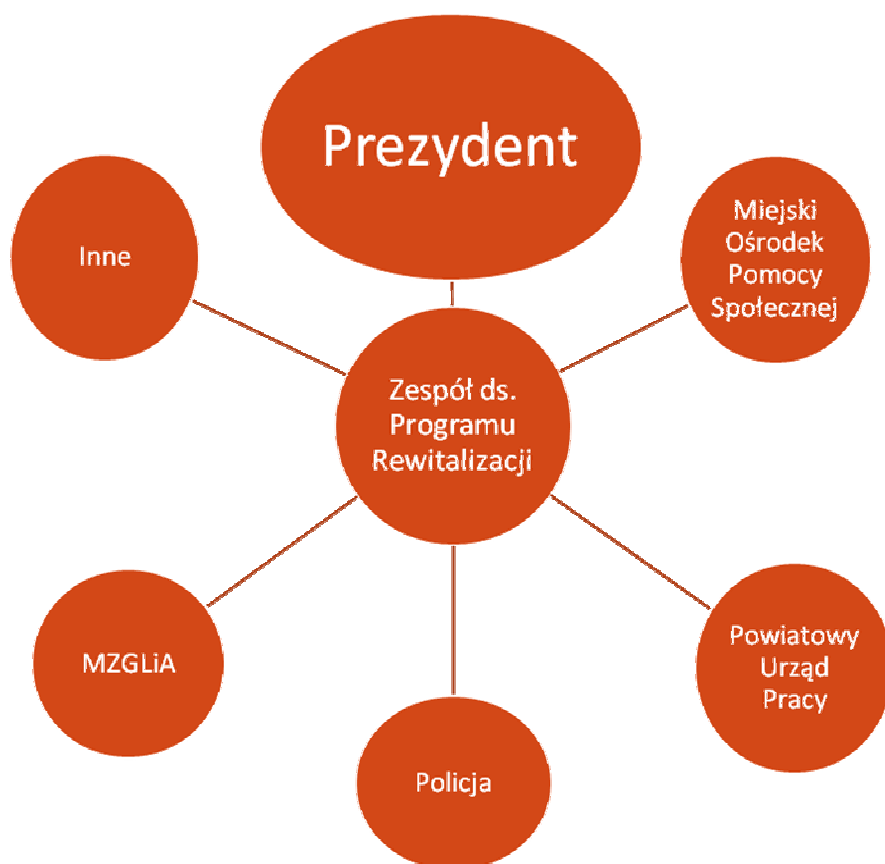 Prezydent
Inne
Miejski
Ośrodek
Pomocy
Społecznej
Zespół ds.
Programu
Rewitalizacji
MZGLiA
Powiatowy
Urząd
Pracy
Policja